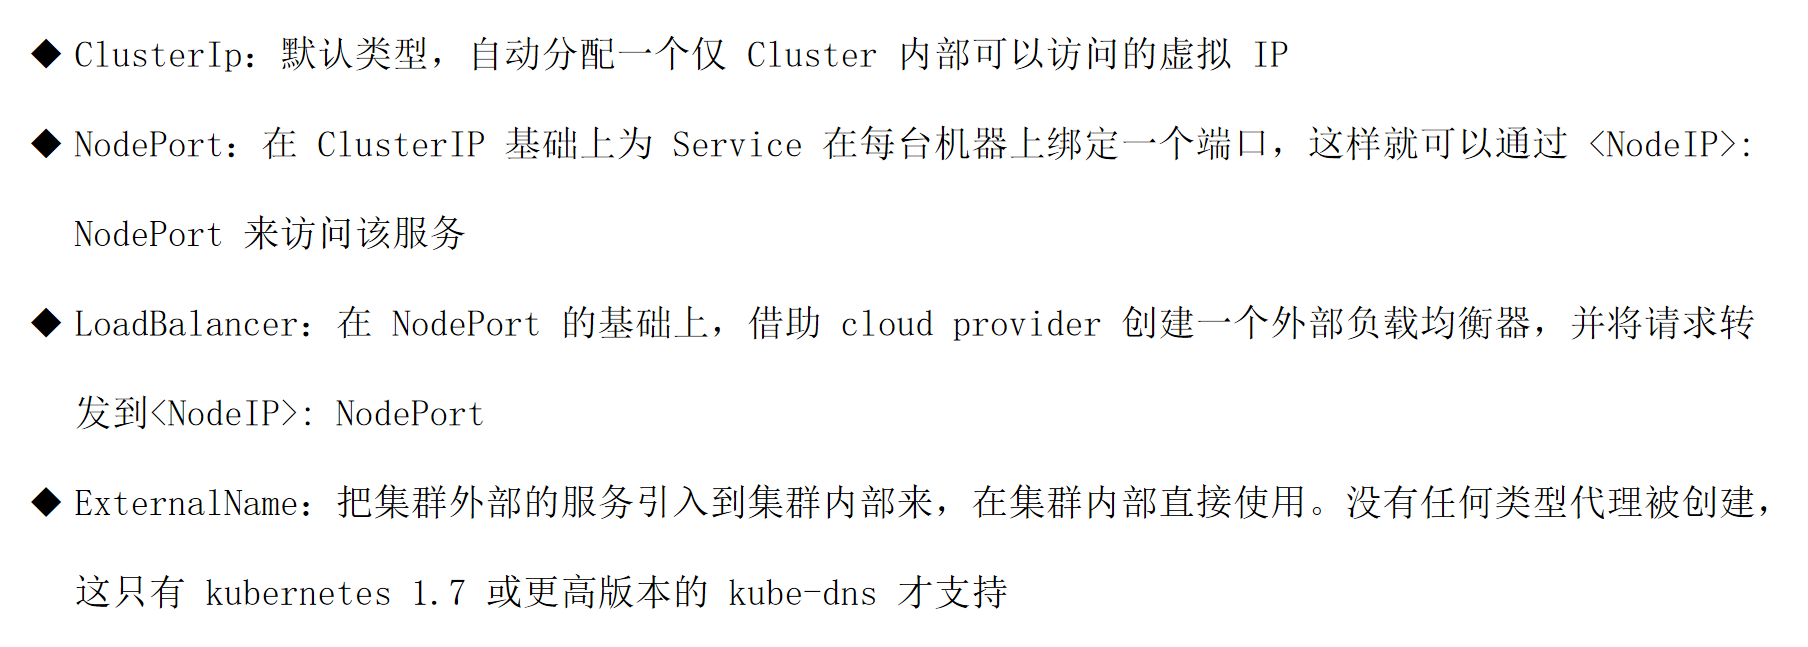 ◆ ClusterIp：默认类型，自动分配一个仅 Cluster 内部可以访问的虚拟 IP
◆ NodePort：在 ClusterIP 基础上为 Service 在每台机器上绑定一个端口，这样就可以通过 <NodeIP>:
NodePort 来访问该服务
◆ LoadBalancer：在 NodePort 的基础上，借助 cloud provider 创建一个外部负载均衡器，并将请求转
发到<NodeIP>: NodePort
◆ ExternalName：把集群外部的服务引入到集群内部来，在集群内部直接使用。没有任何类型代理被创建，
这只有 kubernetes 1.7 或更高版本的 kube-dns 才支持